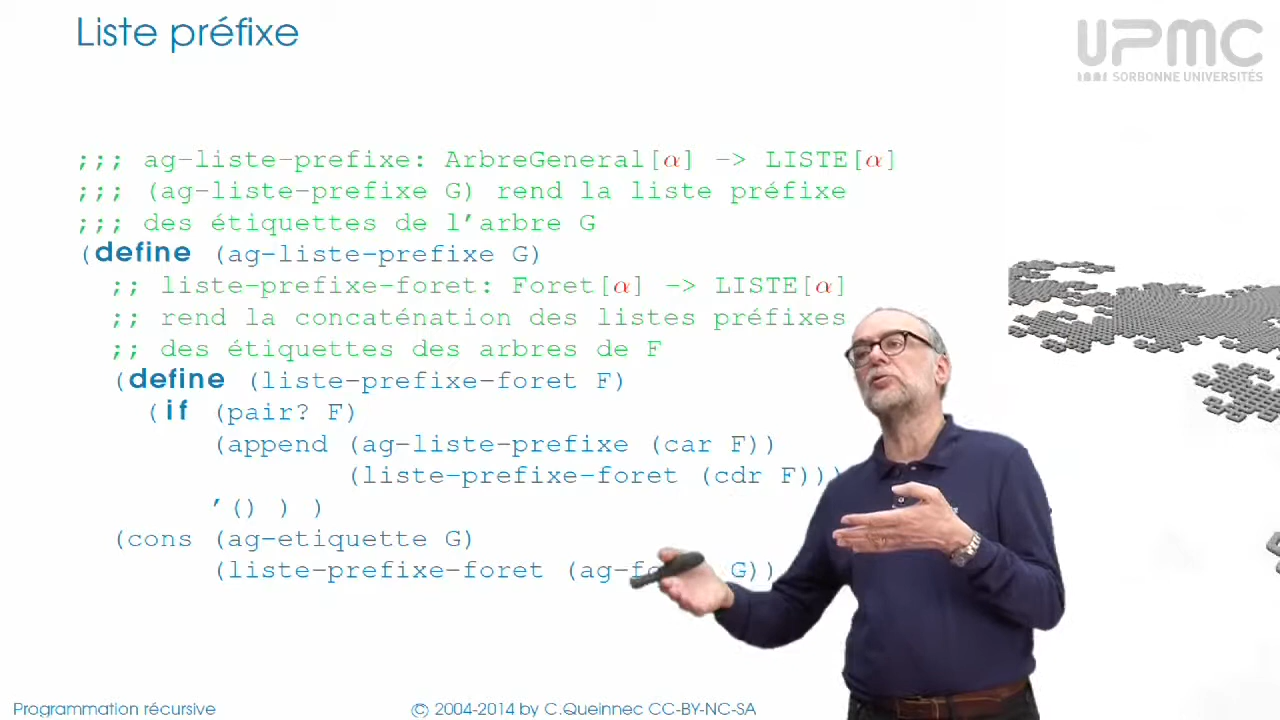 Liste préfixe
UPMC
SORBONNE UNIVERSITÉS
;;; ag-liste-prefixe: ArbreGeneral[α] -> LISTE[α]
;;; (ag-liste-prefixe G) rend la liste préfixe
;;; des étiquettes de l'arbre G
(define (ag-liste-prefixe G)
;; liste-prefixe-foret: Foret[α] -> LISTE[α]
;; rend la concaténation des listes préfixes
;; des étiquettes des arbres de F
(define (liste-prefixe-foret F)
(if (pair? F)
(append (ag-liste-prefixe (car F))
(liste-prefixe-foret (cdr F)))
'() ) )
(cons (ag-etiquette G)
(liste-prefixe-foret (G))
Programmation récursive
© 2004-2014 by C.Queinnec CC-BY-NC-SA